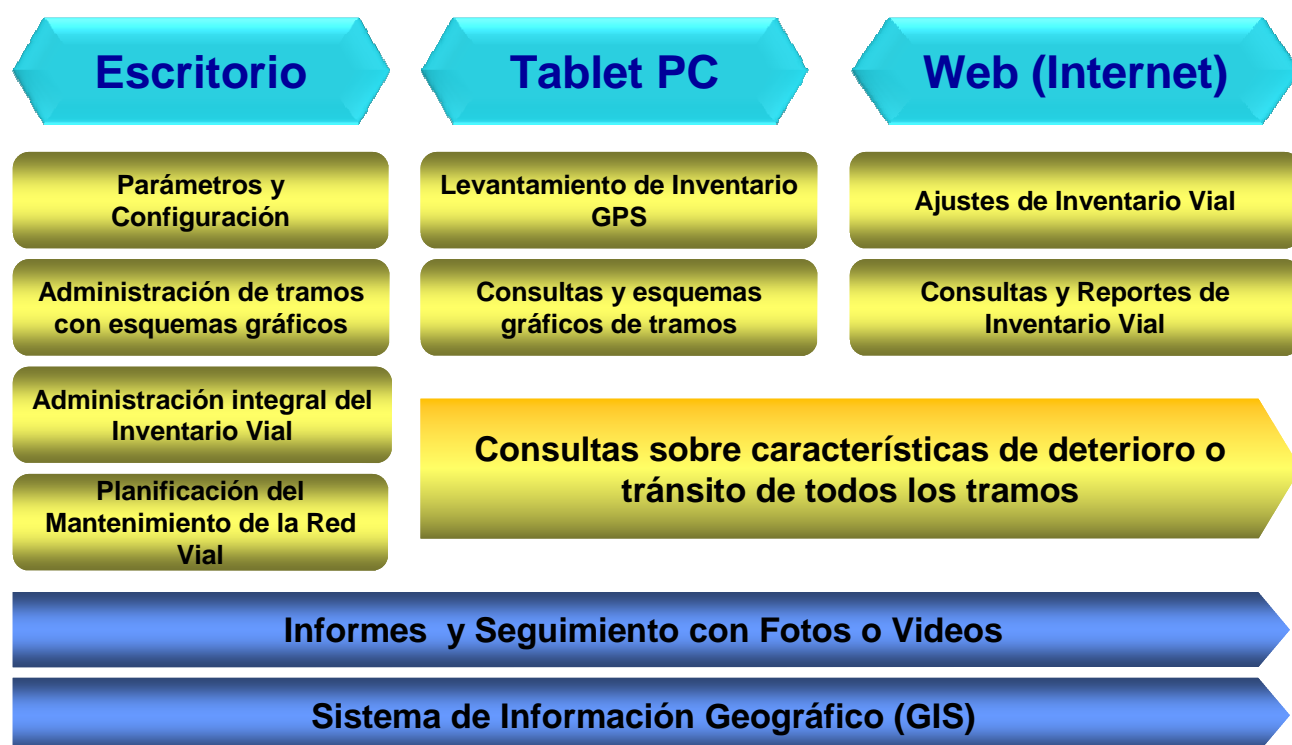 Escritorio
Tablet PC
Web (Internet)
Parámetros y
Configuración
Levantamiento de Inventario
GPS
Ajustes de Inventario Vial
Administración de tramos
con esquemas gráficos
Consultas y esquemas
gráficos de tramos
Consultas y Reportes de
Inventario Vial
Administración integral del
Inventario Vial
Planificación del
Mantenimiento de la Red
Vial
Consultas sobre características de deterioro o
tránsito de todos los tramos
Informes y Seguimiento con Fotos o Videos
Sistema de Información Geográfico (GIS)